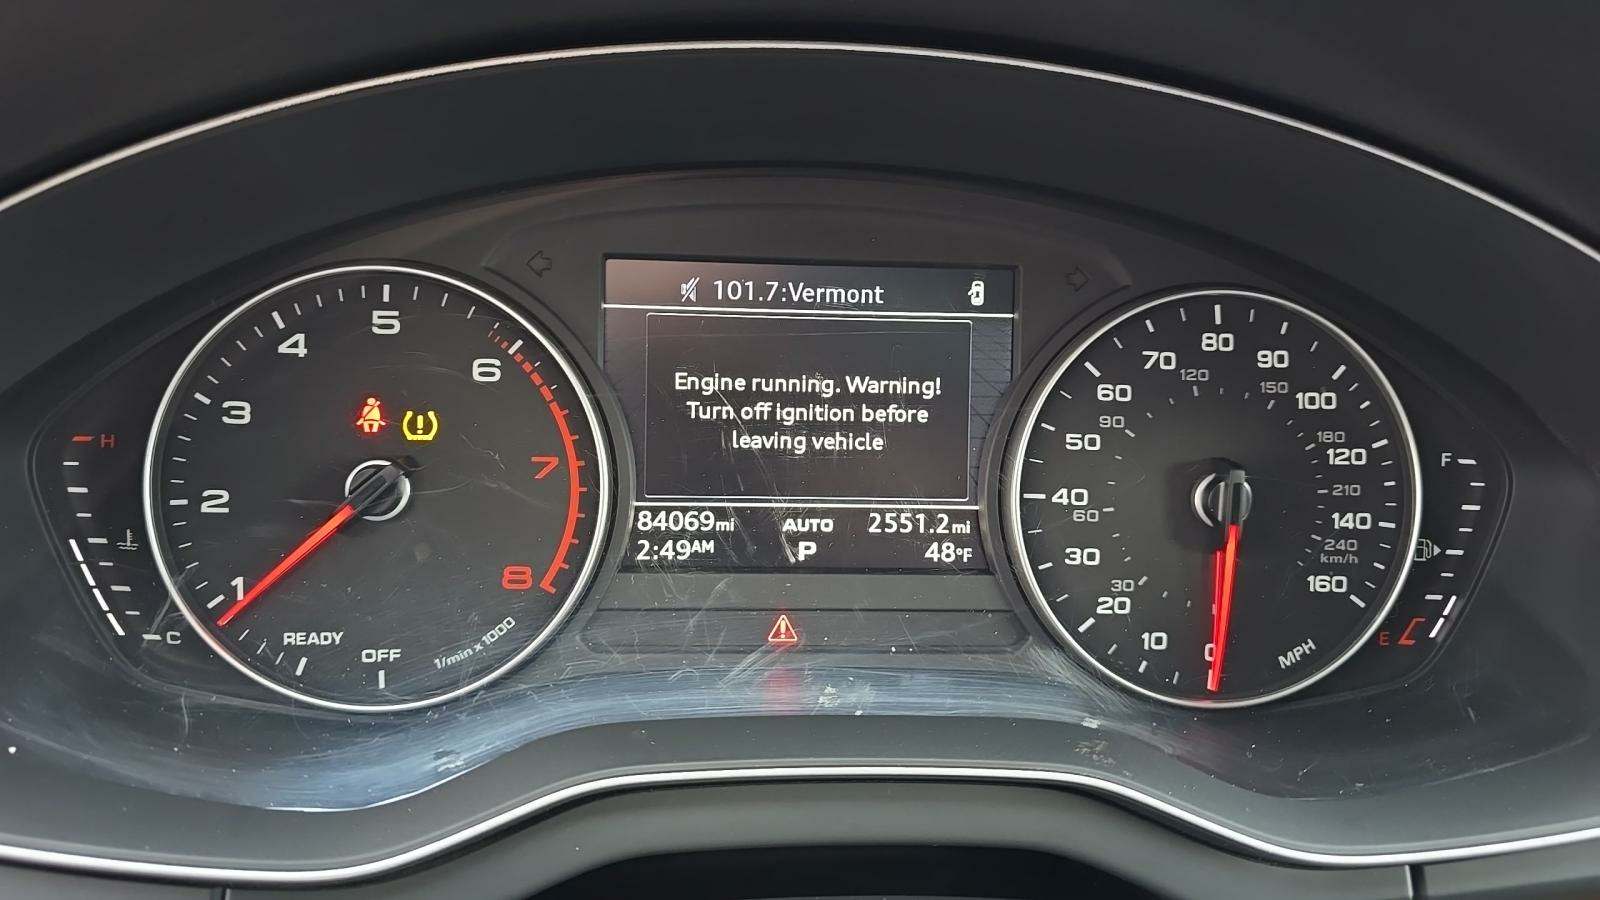 101.7:Vermont
Engine running. Warning!
Turn off ignition before
leaving vehicle
84069mi
AUTO
2551.2mi
2:49AM
P
48°F
H
C
1
2
3
4
5
6
7
8
READY
OFF
1/min x 1000
0
10
20
30
40
50
60
70
80
90
100
120
140
160
MPH
30
60
90
120
150
180
210
240
km/h
F
E